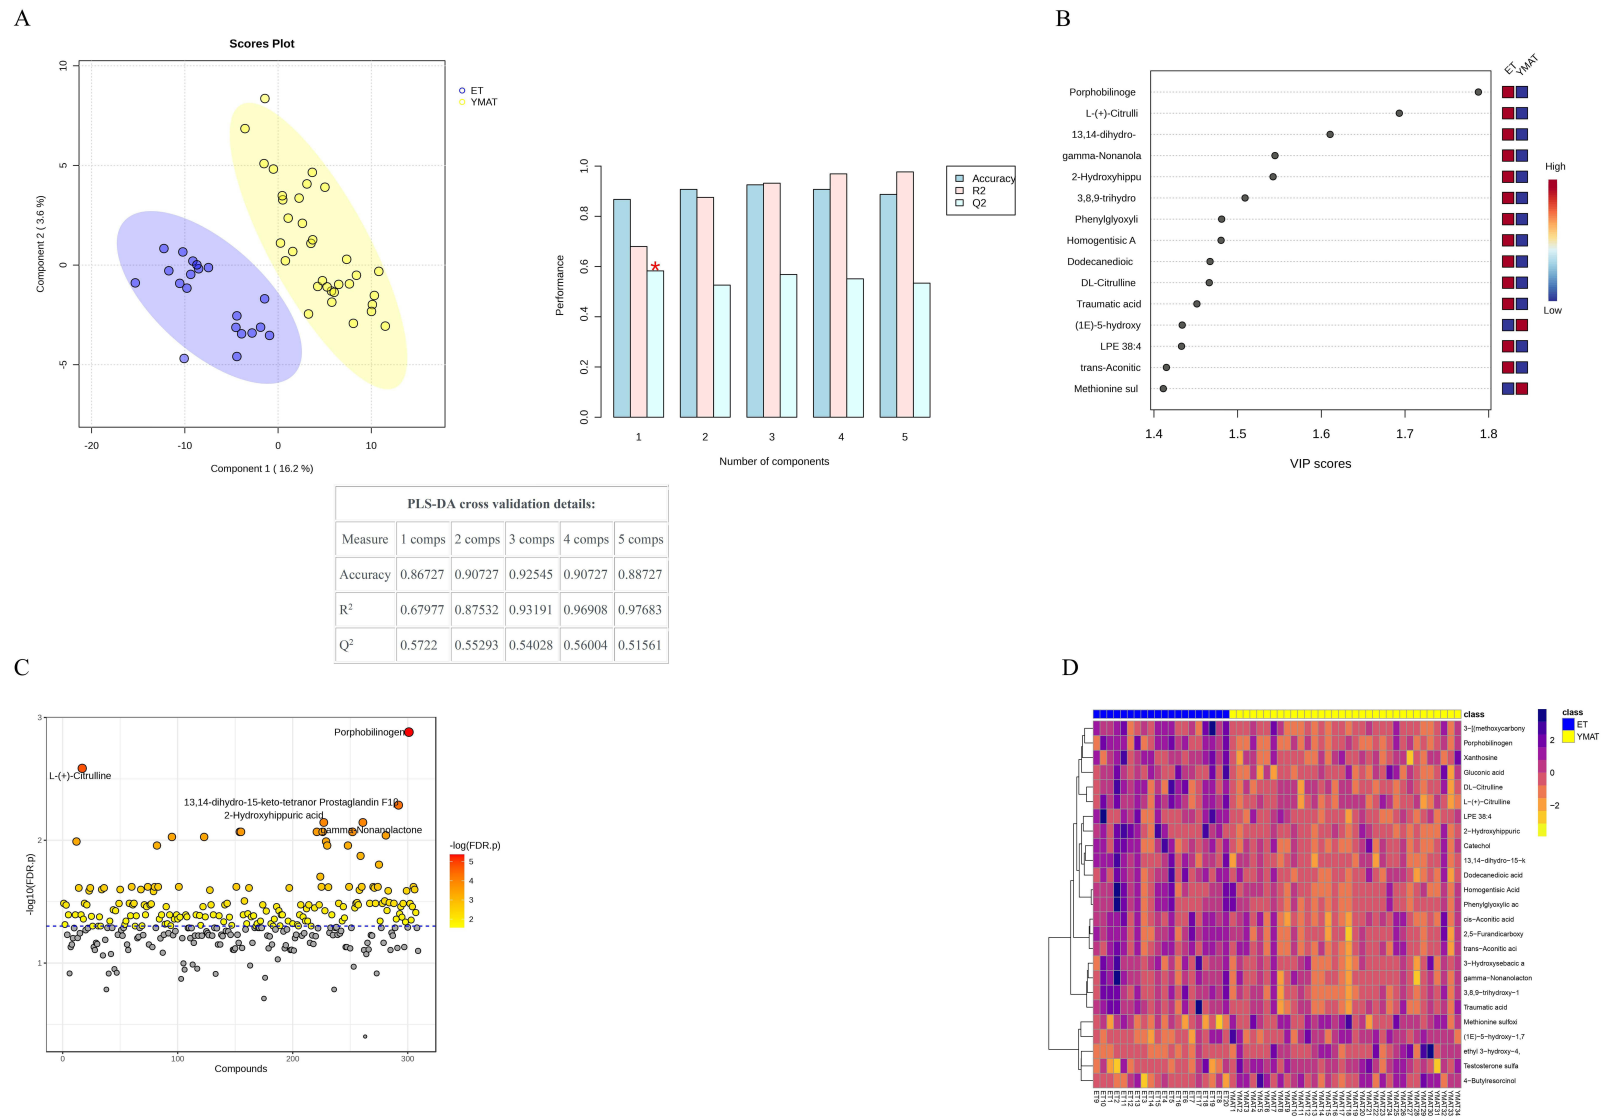 A
Scores Plot
Component 2 ( 3.6 %)
10
5
0
-5
-20
-10
0
10
Component 1 ( 16.2 %)
ET
YMAT
Performance
1.0
0.8
0.6
0.4
0.2
0.0
*
1
2
3
4
5
Number of components
Accuracy
R2
Q2
PLS-DA cross validation details:
Measure 1 comps 2 comps 3 comps 4 comps 5 comps
Accuracy 0.86727 0.90727 0.92545 0.90727 0.88727
R2 0.67977 0.87532 0.93191 0.96908 0.97683
Q2 0.5722 0.55293 0.54028 0.56004 0.51561
B
ET
YMAT
Porphobilinoge
L-(+)-Citrulli
13,14-dihydro-
gamma-Nonanola
2-Hydroxyhippu
3,8,9-trihydro
Phenylglyoxyli
Homogentisic A
Dodecanedioic
DL-Citrulline
Traumatic acid
(1E)-5-hydroxy
LPE 38:4
trans-Aconitic
Methionine sul
1.4
1.5
1.6
1.7
1.8
VIP scores
High
Low
C
-log10(FDR.p)
3
2
1
Porphobilinogen
L-(+)-Citrulline
13,14-dihydro-15-keto-tetranor Prostaglandin F1β
2-Hydroxyhippuric acid
gamma-Nonanolactone
0
100
200
300
Compounds
-log(FDR.p)
5
4
3
2
D
class
3−[(methoxycarbony
Porphobilinogen
Xanthosine
Gluconic acid
DL−Citrulline
L−(+)−Citrulline
LPE 38:4
2−Hydroxyhippuric
Catechol
13,14−dihydro−15−k
Dodecanedioic acid
Homogentisic Acid
Phenylglyoxylic ac
cis−Aconitic acid
2,5−Furandicarboxy
trans−Aconitic aci
3−Hydroxysebacic a
gamma−Nonanolacton
3,8,9−trihydroxy−1
Traumatic acid
Methionine sulfoxi
(1E)−5−hydroxy−1,7
ethyl 3−hydroxy−4,
Testosterone sulfa
4−Butylresorcinol
2
0
−2
class
ET
YMAT